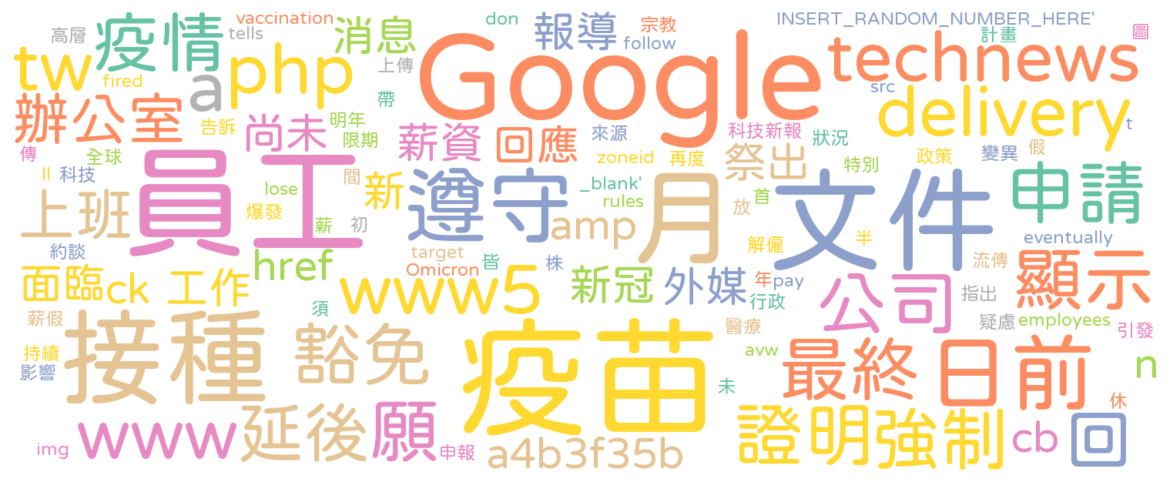 vaccination don INSERT_RANDOM_NUMBER_HERE'
高層 tells 疫情 消息 報導 宗教 follow 計畫 圖
tw fired a php 上傳 Google technews
src delivery t
辦公室 告訴 尚未 明年 限期 帶 薪資 回應 來源 科技新報 狀況
傳 全球 zoneid 再度 祭出 特別 政策 變異 假
ll 科技 員工 lose 間 新 遵守 _blank' rules 月 首 文件 申請
上班 爆發 薪 初 amp 放 解僱 半 eventually
約談 href target Omicron 皆 株 流傳
面臨 ck 工作 www5 新冠 外媒 年 pay 行政 公司 指出 顯示
薪假 接種 須 豁免 疫苗 醫療 疑慮 employees 引發
持續 影響 avw 最終 日前 n
未 休
img www 延後 願 申報 a4b3f35b 證明 強制 cb 回